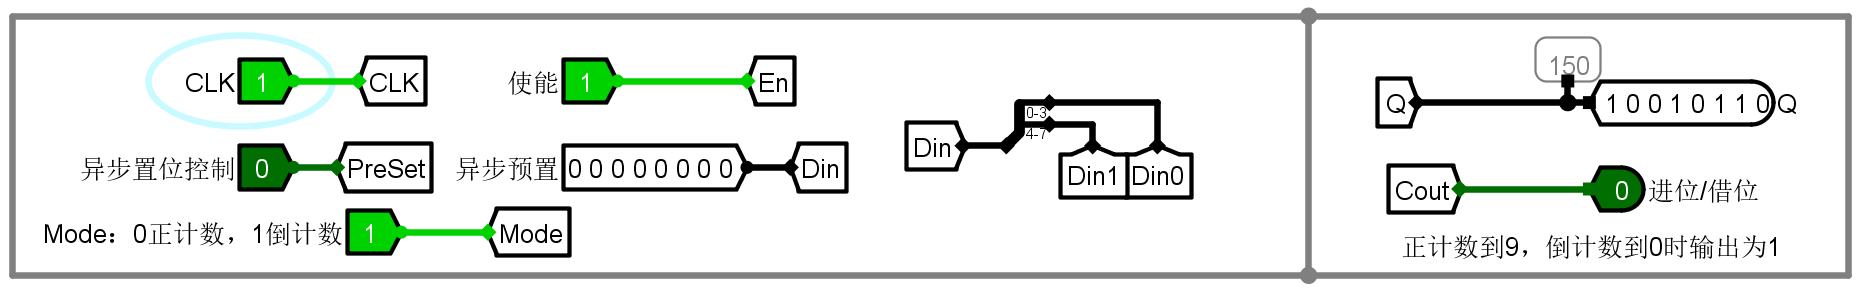 CLK 1 CLK
使能 1 En
异步置位控制 0 PreSet
异步预置 0 0 0 0 0 0 0 0 Din
Mode：0正计数，1倒计数 1 Mode
Din
0-3
4-7
Din1 Din0
150
Q 1 0 0 1 0 1 1 0 Q
Cout 0 进位/借位
正计数到9，倒计数到0时输出为1